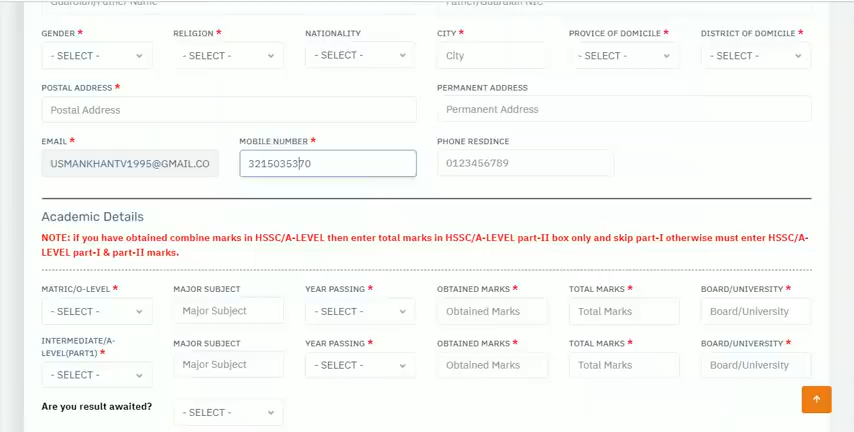 Guardian/Father Name Father/Guardian NIC
GENDER * RELIGION * NATIONALITY CITY * PROVICE OF DOMICILE * DISTRICT OF DOMICILE *
- SELECT - - SELECT - - SELECT - City - SELECT - - SELECT -
POSTAL ADDRESS * PERMANENT ADDRESS
Postal Address Permanent Address
EMAIL * MOBILE NUMBER * PHONE RESDINCE
USMANKHANTV1995@GMAIL.CO 3215035370 0123456789
Academic Details
NOTE: if you have obtained combine marks in HSSC/A-LEVEL then enter total marks in HSSC/A-LEVEL part-II box only and skip part-I otherwise must enter HSSC/A-
LEVEL part-I & part-II marks.
MATRIC/O-LEVEL * MAJOR SUBJECT YEAR PASSING * OBTAINED MARKS * TOTAL MARKS * BOARD/UNIVERSITY *
- SELECT - Major Subject - SELECT - Obtained Marks Total Marks Board/University
INTERMEDIATE/A-
LEVEL(PART1) * MAJOR SUBJECT YEAR PASSING * OBTAINED MARKS * TOTAL MARKS * BOARD/UNIVERSITY *
- SELECT - Major Subject - SELECT - Obtained Marks Total Marks Board/University
Are you result awaited? - SELECT -